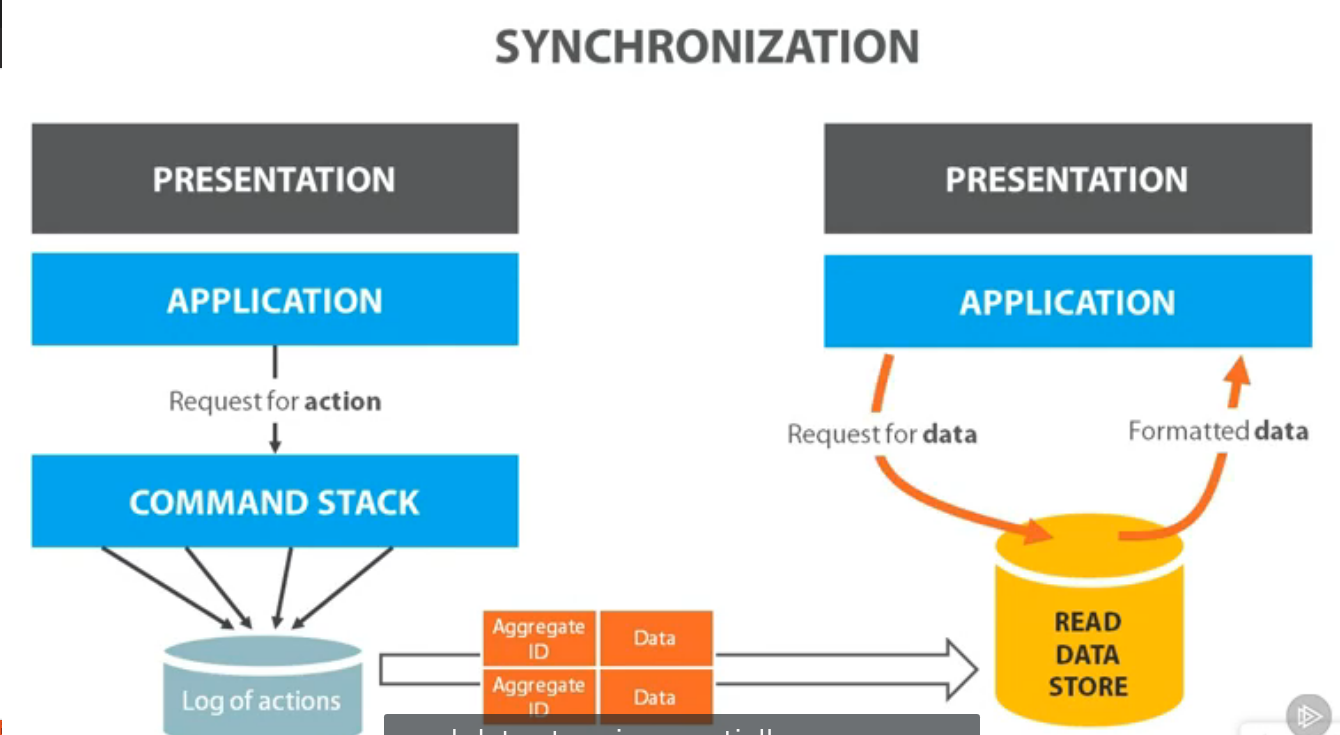 SYNCHRONIZATION
PRESENTATION
APPLICATION
Request for action
COMMAND STACK
Log of actions
Aggregate
ID
Data
Aggregate
ID
Data
PRESENTATION
APPLICATION
Request for data
Formatted data
READ
DATA
STORE